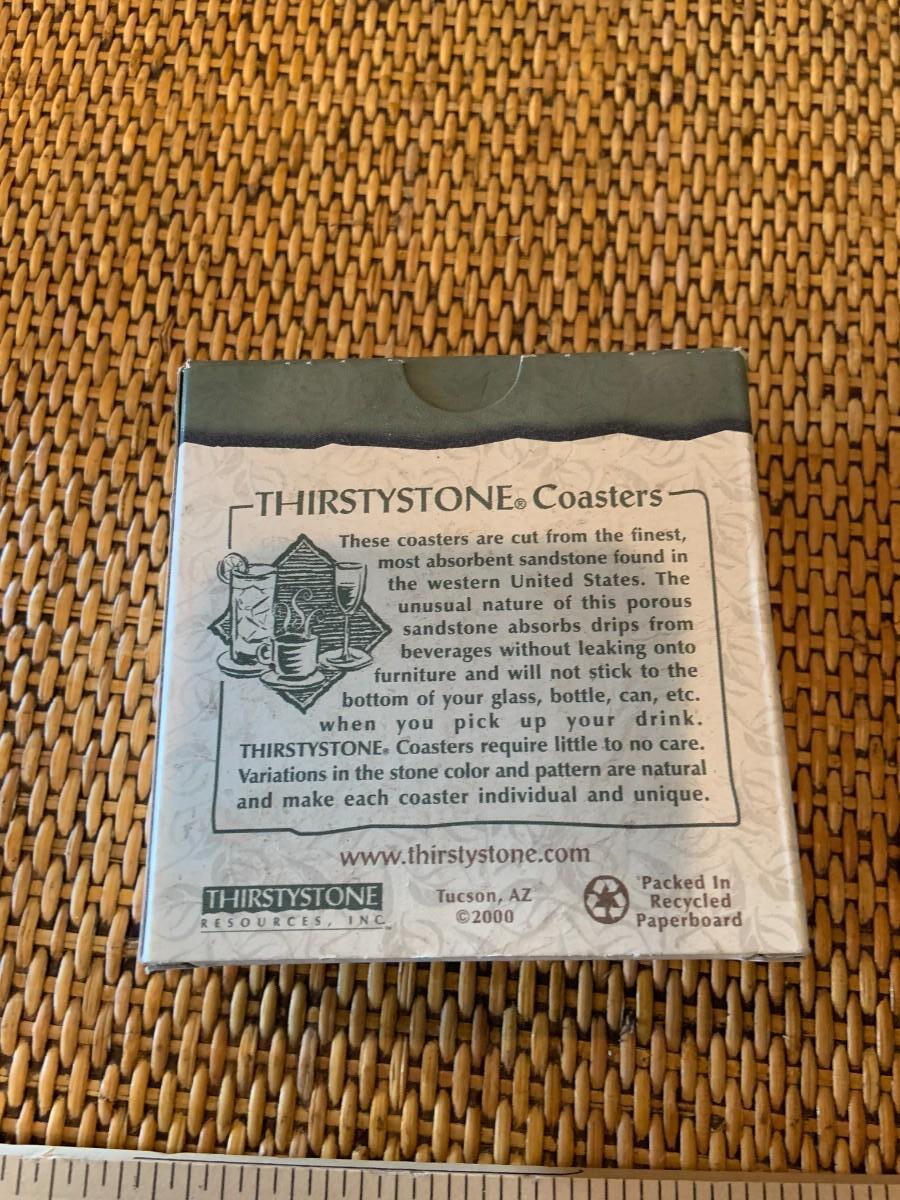 THIRSTYSTONE® Coasters
These coasters are cut from the finest,
most absorbent sandstone found in
the western United States. The
unusual nature of this porous
sandstone absorbs drips from
beverages without leaking onto
furniture and will not stick to the
bottom of your glass, bottle, can, etc.
when you pick up your drink.
THIRSTYSTONE® Coasters require little to no care.
Variations in the stone color and pattern are natural
and make each coaster individual and unique.
www.thirstystone.com
THIRSTYSTONE
RESOURCES, INC.™
Tucson, AZ
©2000
Packed In
Recycled
Paperboard